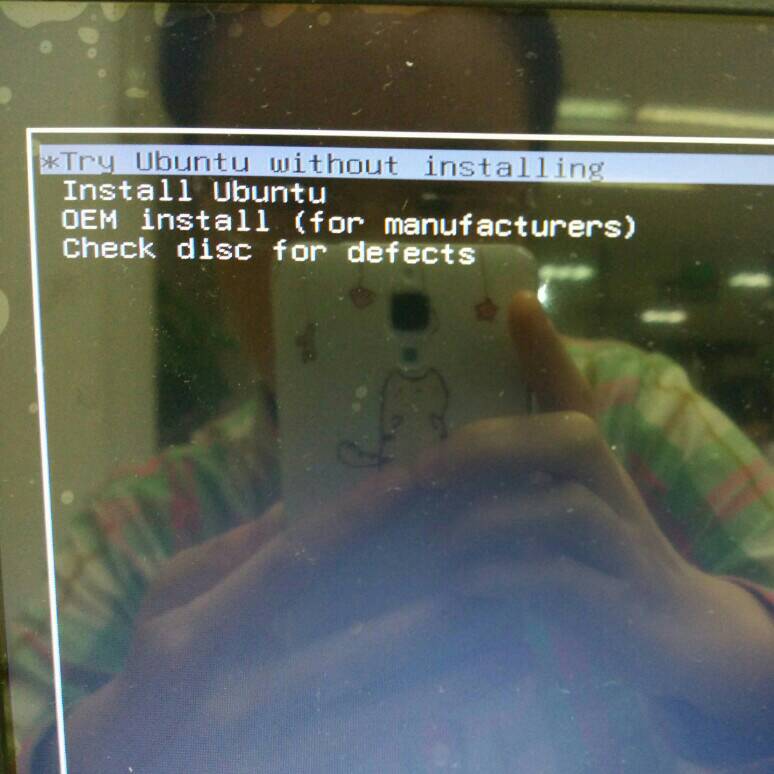 *Try Ubuntu without installing
Install Ubuntu
OEM install (for manufacturers)
Check disc for defects